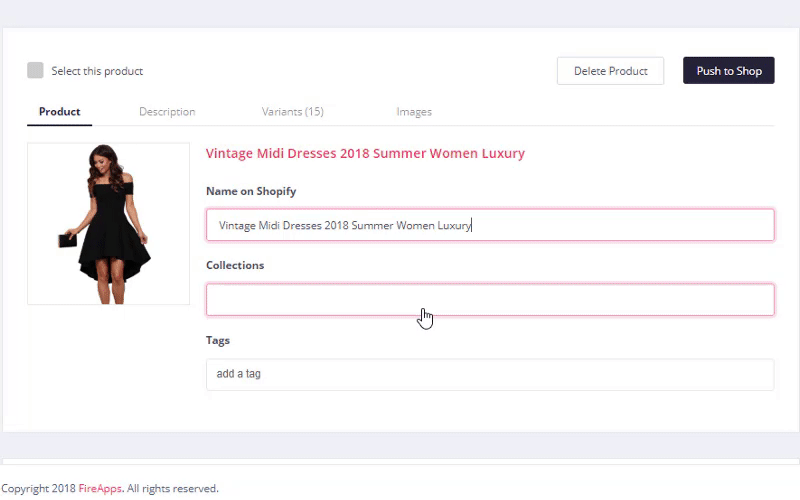 Select this product
Delete Product
Push to Shop
Product
Description
Variants (15)
Images
Vintage Midi Dresses 2018 Summer Women Luxury
Name on Shopify
Vintage Midi Dresses 2018 Summer Women Luxury
Collections
Tags
add a tag
Copyright 2018 FireApps. All rights reserved.